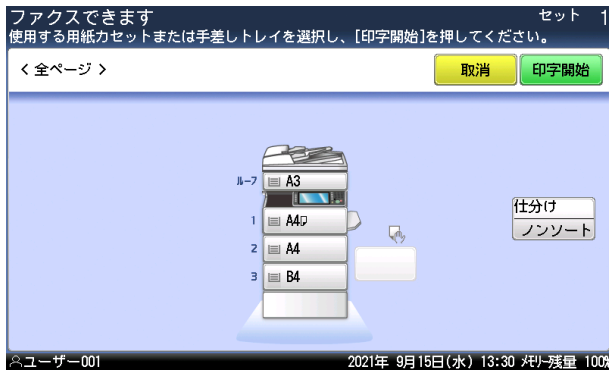 ファクスできます セット 1
使用する用紙カセットまたは手差しトレイを選択し、[印字開始]を押してください。
< 全ページ > 取消 印字開始
ルーフ A3
1 A4
2 A4
3 B4
仕分け
ノンソート
ユーザー001 2021年 9月15日(水) 13:30 メモリー残量 100%